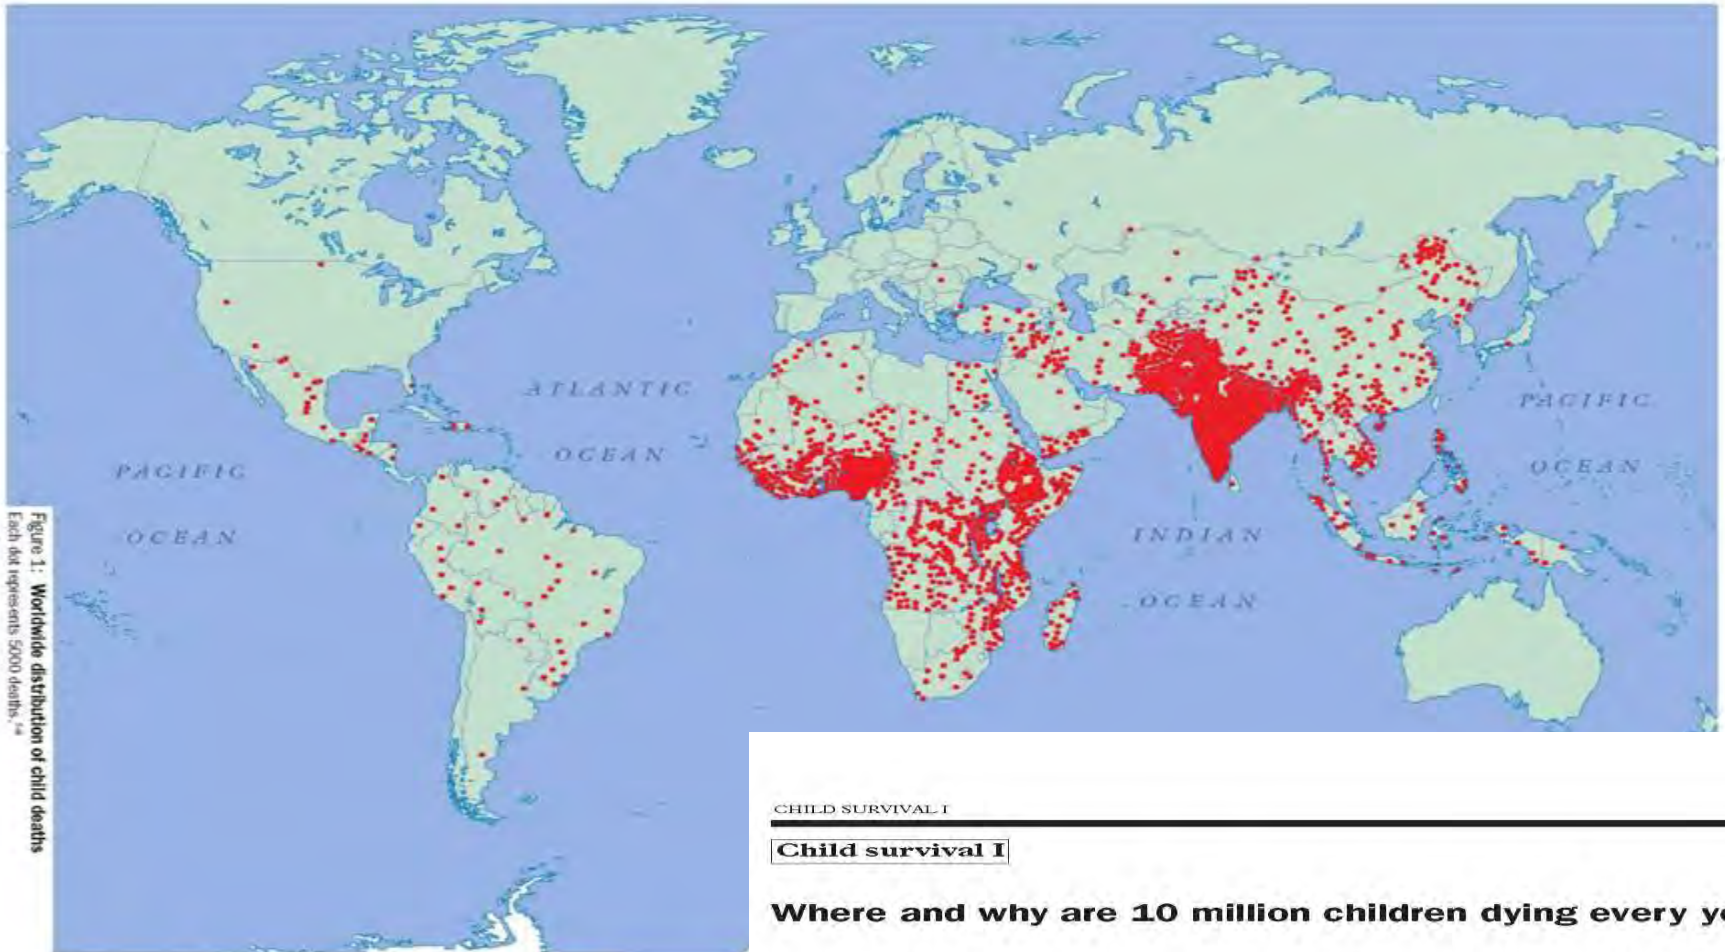 ATLANTIC
OCEAN
PACIFIC
OCEAN
PACIFIC
OCEAN
INDIAN
OCEAN
Figure 1: Worldwide distribution of child deaths
Each dot represents 5000 deaths.
CHILD SURVIVAL I
Child survival I
Where and why are 10 million children dying every ye